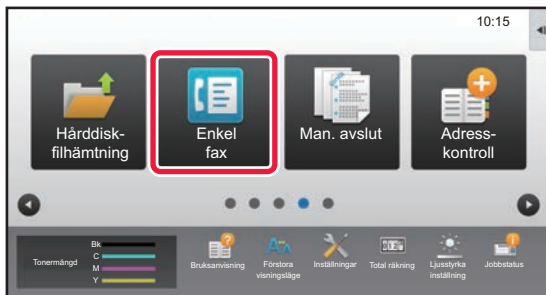 10:15
Hårddisk-
filhämtning
Enkel
fax
Man. avslut
Adress-
kontroll
Tonermängd
Bk
C
M
Y
Bruksanvisning
Förstora
visningsläge
Inställningar
Total räkning
Ljusstyrka
inställning
Jobbstatus